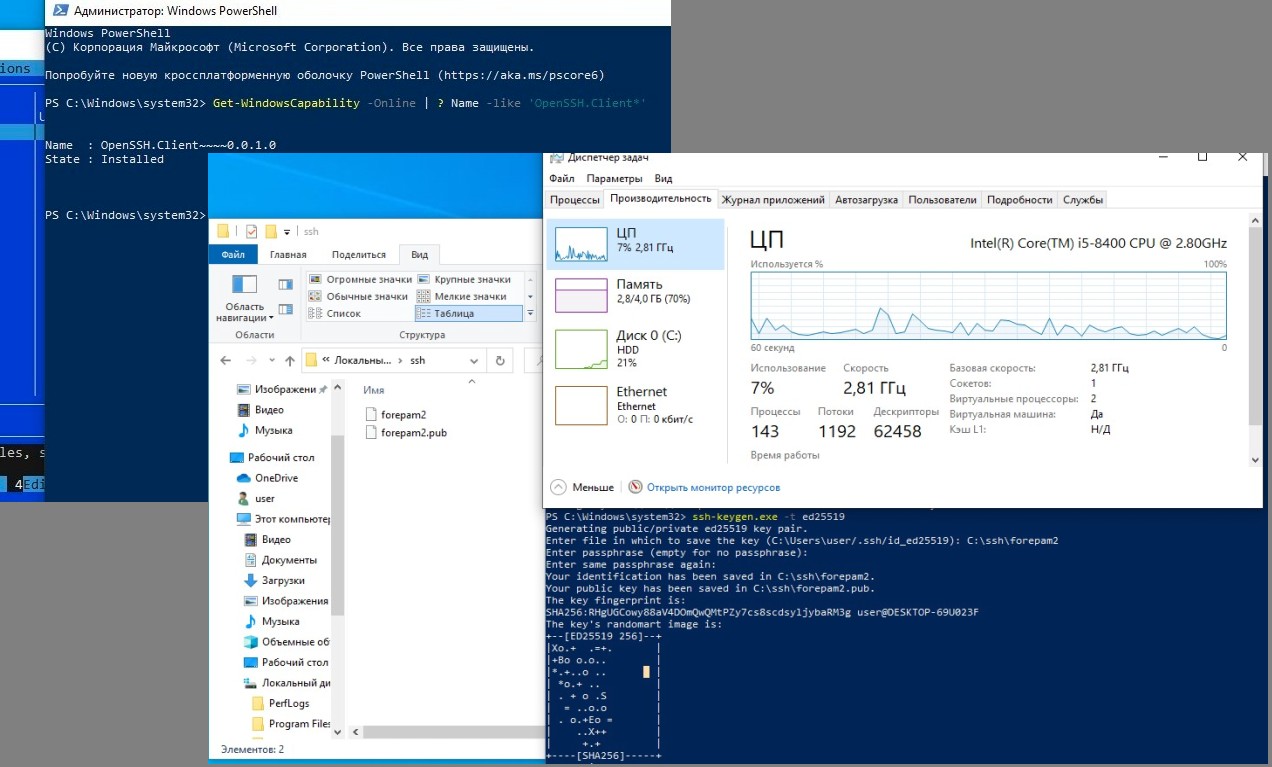 Администратор: Windows PowerShell
Windows PowerShell
(C) Корпорация Майкрософт (Microsoft Corporation). Все права защищены.
Попробуйте новую кроссплатформенную оболочку PowerShell (https://aka.ms/pscore6)
PS C:\Windows\system32> Get-WindowsCapability -Online | ? Name -like 'OpenSSH.Client*'
Name  : OpenSSH.Client~~~~0.0.1.0
State : Installed
PS C:\Windows\system32>
ions
les, s
4Edi
ssh
Файл Главная Поделиться Вид
Область навигации
Огромные значки Крупные значки
Обычные значки Мелкие значки
Список Таблица
Области Структура
« Локальны... › ssh
Изображени
Видео
Музыка
Рабочий стол
OneDrive
user
Этот компьютер
Видео
Документы
Загрузки
Изображения
Музыка
Объемные об
Рабочий стол
Локальный ди
PerfLogs
Program Files
Имя
forepam2
forepam2.pub
Элементов: 2
Диспетчер задач
Файл Параметры Вид
Процессы Производительность Журнал приложений Автозагрузка Пользователи Подробности Службы
ЦП
7% 2,81 ГГц
Память
2,8/4,0 ГБ (70%)
Диск 0 (C:)
HDD
21%
Ethernet
Ethernet
О: 0 П: 0 кбит/с
ЦП Intel(R) Core(TM) i5-8400 CPU @ 2.80GHz
Используется % 100%
60 секунд 0
Использование Скорость
7% 2,81 ГГц
Процессы Потоки Дескрипторы
143 1192 62458
Время работы
Базовая скорость: 2,81 ГГц
Сокетов: 1
Виртуальные процессоры: 2
Виртуальная машина: Да
Кэш L1: Н/Д
Меньше Открыть монитор ресурсов
PS C:\Windows\system32> ssh-keygen.exe -t ed25519
Generating public/private ed25519 key pair.
Enter file in which to save the key (C:\Users\user/.ssh/id_ed25519): C:\ssh\forepam2
Enter passphrase (empty for no passphrase):
Enter same passphrase again:
Your identification has been saved in C:\ssh\forepam2.
Your public key has been saved in C:\ssh\forepam2.pub.
The key fingerprint is:
SHA256:RHgUGCowy88aV4DOmQwQMtPZy7cs8scdsyljybaRM3g user@DESKTOP-69U023F
The key's randomart image is:
+--[ED25519 256]--+
|Xo.+  .=+.       |
|+Bo o.o..        |
|*.+..o ..        |
| *o.+ ..         |
| . + o .S        |
|  = ..o.o        |
| . o.+Eo =       |
|    ..X++        |
|     +.+         |
+----[SHA256]-----+